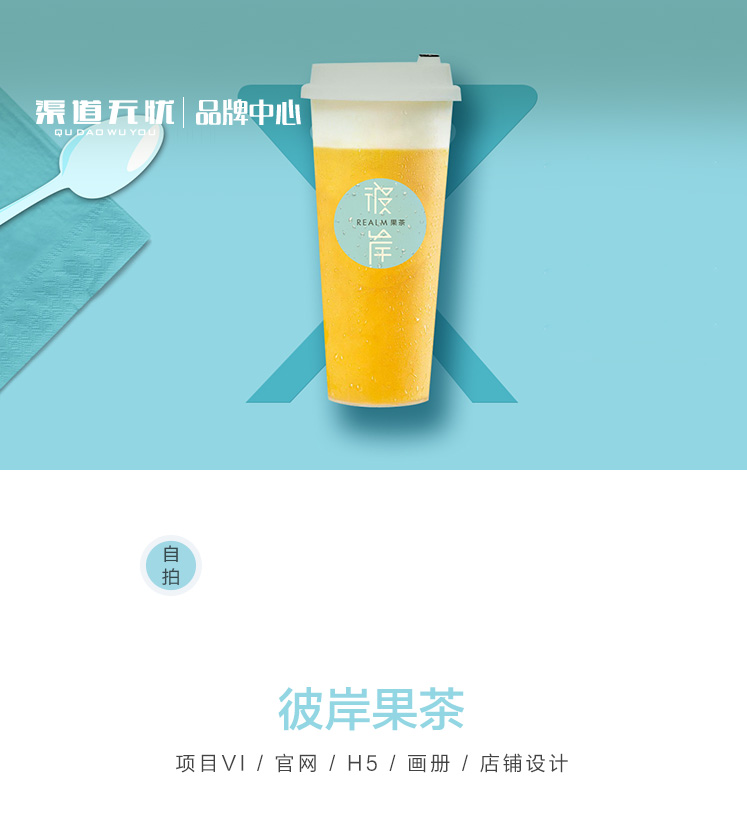 渠道无忧 | 品牌中心
QU DAO WU YOU
彼
REALM 果茶
岸
自
拍
彼岸果茶
项目VI / 官网 / H5 / 画册 / 店铺设计